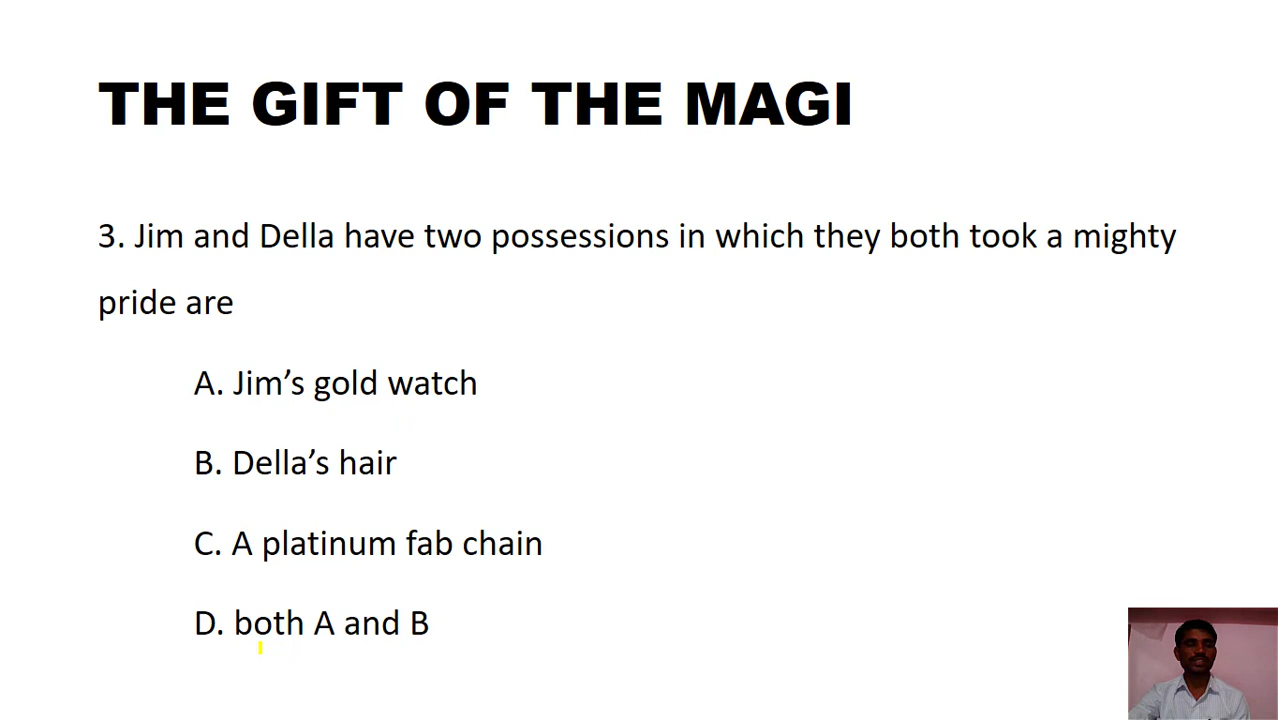 THE GIFT OF THE MAGI
3. Jim and Della have two possessions in which they both took a mighty
pride are
A. Jim’s gold watch
B. Della’s hair
C. A platinum fab chain
D. both A and B